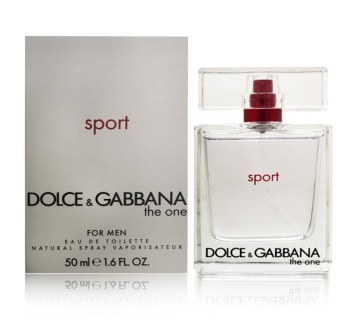 sport
DOLCE & GABBANA
the one
FOR MEN
EAU DE TOILETTE
NATURAL SPRAY VAPORISATEUR
50 ml e 1.6 FL. OZ.
sport
DOLCE & GABBANA
the one